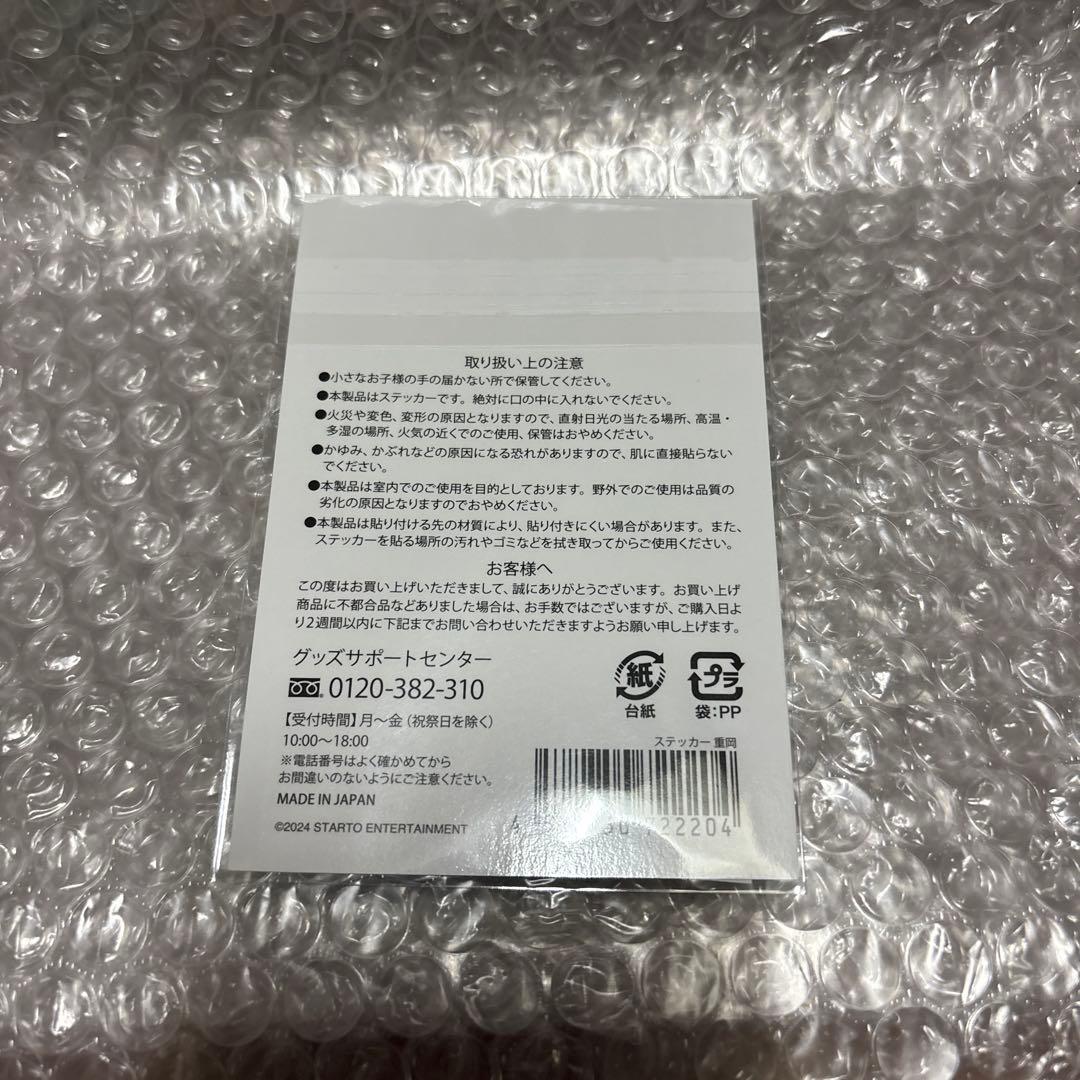 取り扱い上の注意
●小さなお子様の手の届かない所で保管してください。
●本製品はステッカーです。絶対に口の中に入れないでください。
●火災や変色、変形の原因となりますので、直射日光の当たる場所、高温・
多湿の場所、火気の近くでのご使用、保管はおやめください。
●かゆみ、かぶれなどの原因になる恐れがありますので、肌に直接貼らない
でください。
●本製品は室内でのご使用を目的としております。野外でのご使用は品質の
劣化の原因となりますのでおやめください。
●本製品は貼り付ける先の材質により、貼り付きにくい場合があります。また、
ステッカーを貼る場所の汚れやゴミなどを拭き取ってからご使用ください。
お客様へ
この度はお買い上げいただきまして、誠にありがとうございます。お買い上げ
商品に不都合品などありました場合は、お手数ではございますが、ご購入日よ
り2週間以内に下記までお問い合わせいただきますようお願い申し上げます。
グッズサポートセンター
0120-382-310
【受付時間】月～金（祝祭日を除く）
10:00～18:00
※電話番号はよく確かめてから
お間違いのないようにご注意ください。
MADE IN JAPAN
©2024 STARTO ENTERTAINMENT
紙
台紙
プラ
袋:PP
ステッカー 重岡
722204